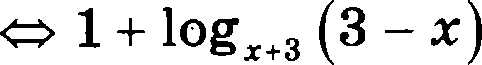 ⇔ 1 + log_{x+3} (3 − x)